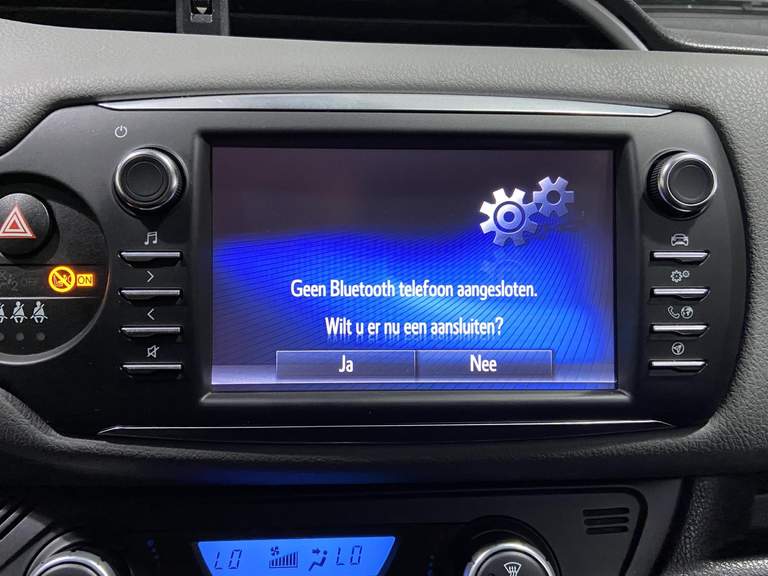 Geen Bluetooth telefoon aangesloten.
Wilt u er nu een aansluiten?
Ja Nee
ON
LO LO